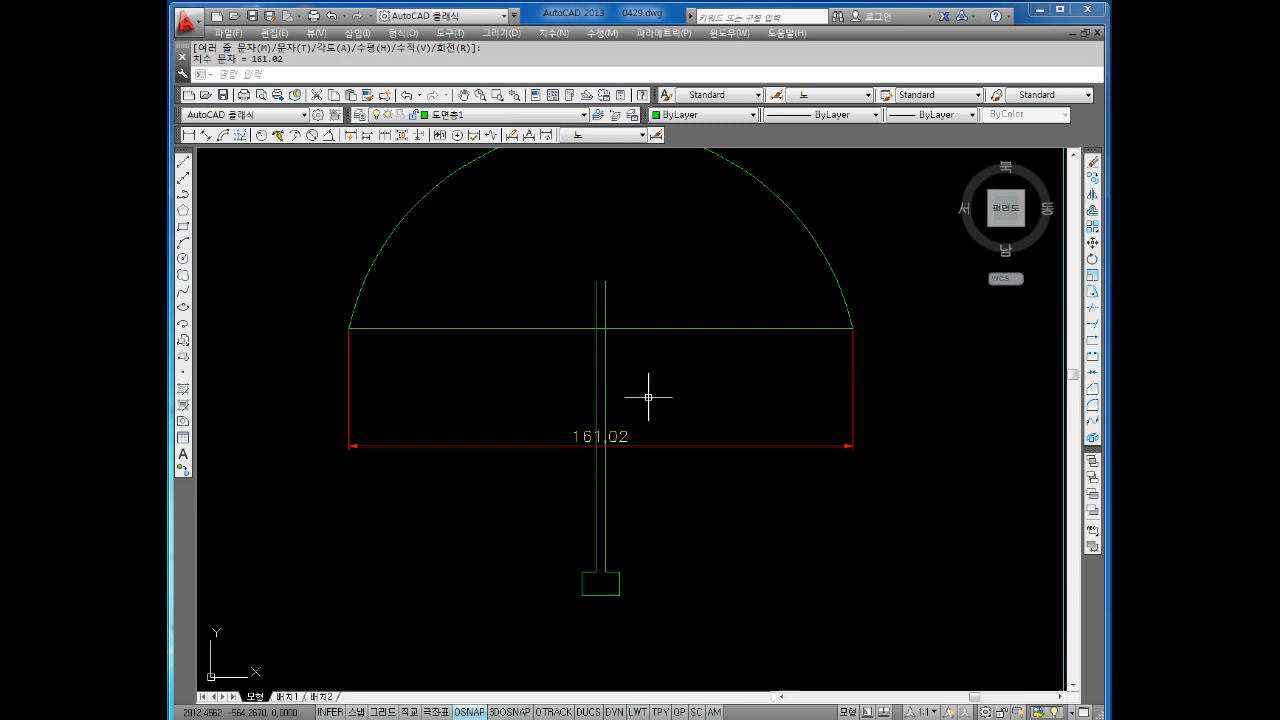 AutoCAD 클래식
AutoCAD 2013 0429.dwg
키워드 또는 구절 입력
로그인
파일(F) 편집(E) 뷰(V) 삽입(I) 형식(O) 도구(T) 그리기(D) 치수(N) 수정(M) 파라메트릭(P) 윈도우(W) 도움말(H)
[여러 줄 문자(M)/문자(T)/각도(A)/수평(H)/수직(V)/회전(R)]:
치수 문자 = 161.02
명령 입력
Standard
Standard
Standard
AutoCAD 클래식
도면층1
ByLayer
ByLayer
ByLayer
ByColor
북
서
평면도
동
남
WCS
161,02
Y
X
모형 배치1 배치2
2912.4562, -564.2670, 0.0000
INFER 스냅 그리드 직교 극좌표 OSNAP 3DOSNAP OTRACK DUCS DYN LWT TPY QP SC AM
모형
1:1